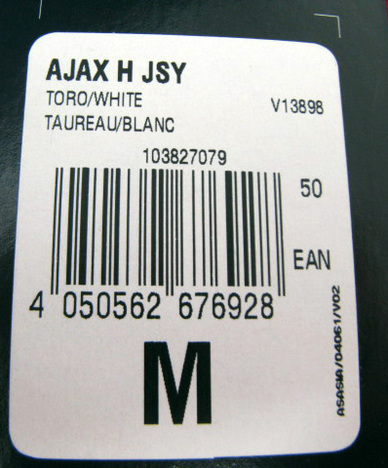 AJAX H JSY
TORO/WHITE
V13898
TAUREAU/BLANC
103827079
50
EAN
4 050562 676928
M
ASASIA/04061/V02